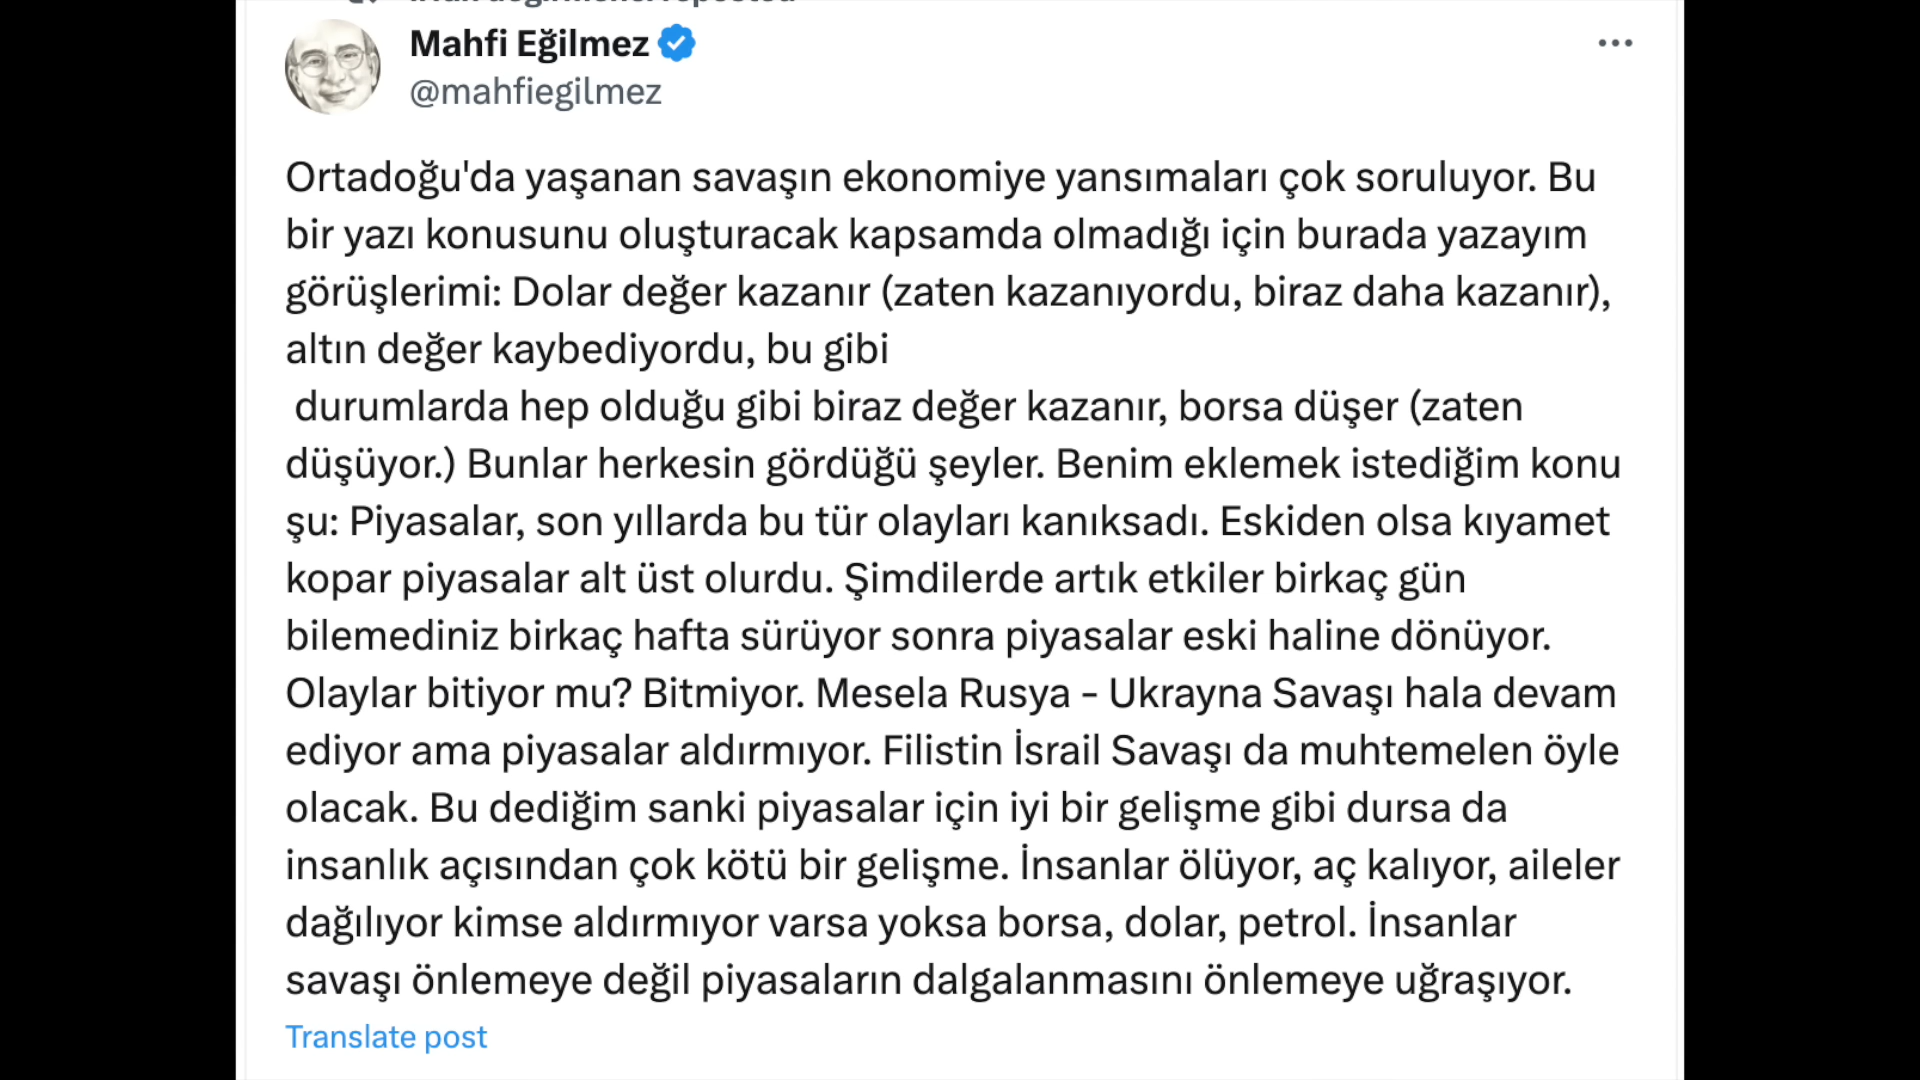 Mahfi Eğilmez
@mahfiegilmez
Ortadoğu'da yaşanan savaşın ekonomiye yansımaları çok soruluyor. Bu
bir yazı konusunu oluşturacak kapsamda olmadığı için burada yazayım
görüşlerimi: Dolar değer kazanır (zaten kazanıyordu, biraz daha kazanır),
altın değer kaybediyordu, bu gibi
durumlarda hep olduğu gibi biraz değer kazanır, borsa düşer (zaten
düşüyor.) Bunlar herkesin gördüğü şeyler. Benim eklemek istediğim konu
şu: Piyasalar, son yıllarda bu tür olayları kanıksadı. Eskiden olsa kıyamet
kopar piyasalar alt üst olurdu. Şimdilerde artık etkiler birkaç gün
bilemediniz birkaç hafta sürüyor sonra piyasalar eski haline dönüyor.
Olaylar bitiyor mu? Bitmiyor. Mesela Rusya - Ukrayna Savaşı hala devam
ediyor ama piyasalar aldırmıyor. Filistin İsrail Savaşı da muhtemelen öyle
olacak. Bu dediğim sanki piyasalar için iyi bir gelişme gibi dursa da
insanlık açısından çok kötü bir gelişme. İnsanlar ölüyor, aç kalıyor, aileler
dağılıyor kimse aldırmıyor varsa yoksa borsa, dolar, petrol. İnsanlar
savaşı önlemeye değil piyasaların dalgalanmasını önlemeye uğraşıyor.
Translate post